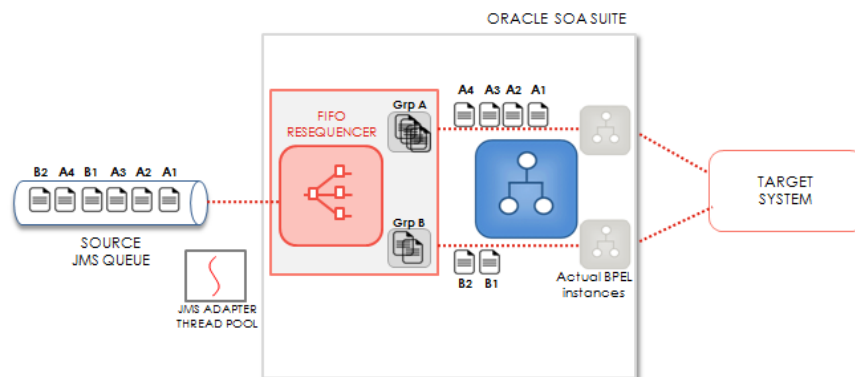 ORACLE SOA SUITE
A4 A3 A2 A1
Grp A
FIFO
RESEQUENCER
B2 A4 B1 A3 A2 A1
TARGET
SYSTEM
Grp B
SOURCE
JMS QUEUE
B2 B1
Actual BPEL
instances
JMS ADAPTER
THREAD POOL